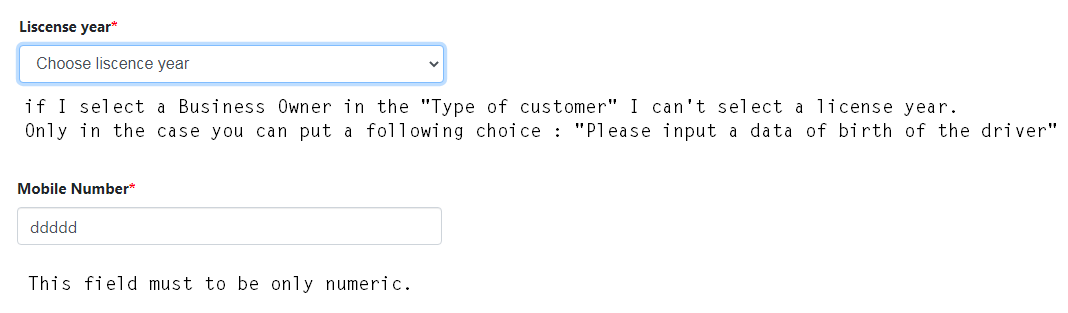 Liscense year*
Choose liscence year
if I select a Business Owner in the "Type of customer" I can't select a license year.
Only in the case you can put a following choice : "Please input a data of birth of the driver"
Mobile Number*
ddddd
This field must to be only numeric.